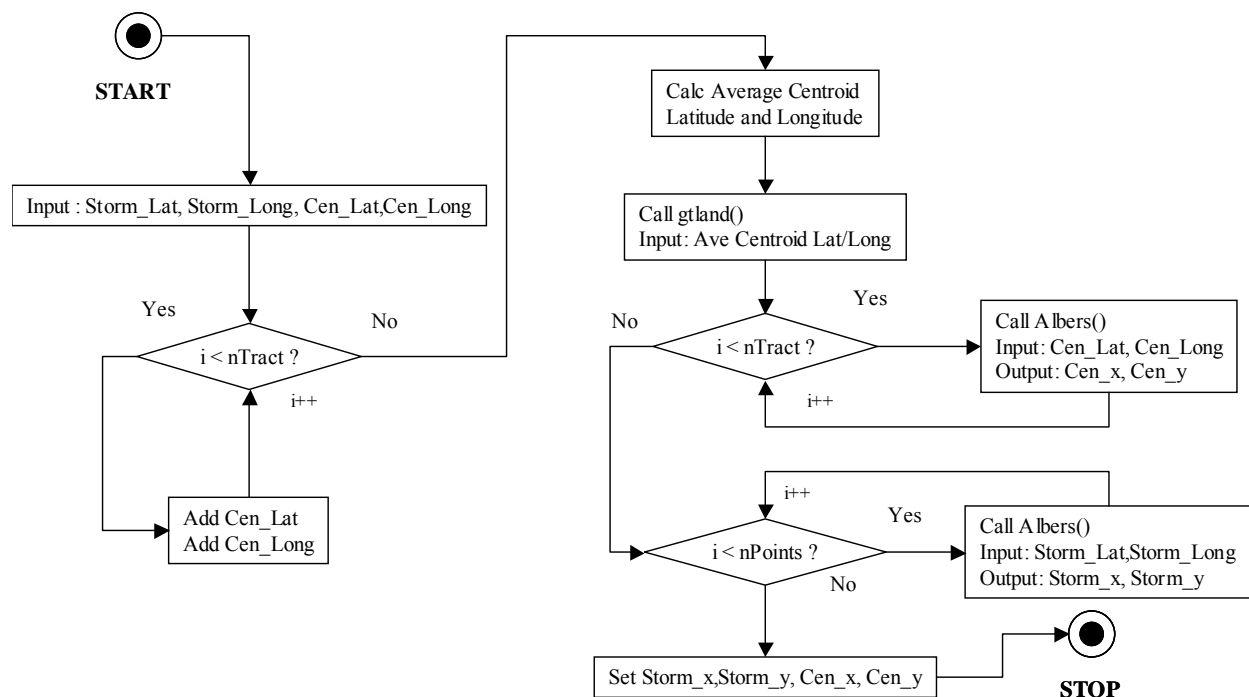 START
Input : Storm_Lat, Storm_Long, Cen_Lat,Cen_Long
Yes
No
i < nTract ?
i++
Add Cen_Lat
Add Cen_Long
Calc Average Centroid
Latitude and Longitude
Call gtland()
Input: Ave Centroid Lat/Long
No
Yes
i < nTract ?
i++
Call Albers()
Input: Cen_Lat, Cen_Long
Output: Cen_x, Cen_y
i++
Yes
i < nPoints ?
No
Call Albers()
Input: Storm_Lat,Storm_Long
Output: Storm_x, Storm_y
Set Storm_x,Storm_y, Cen_x, Cen_y
STOP